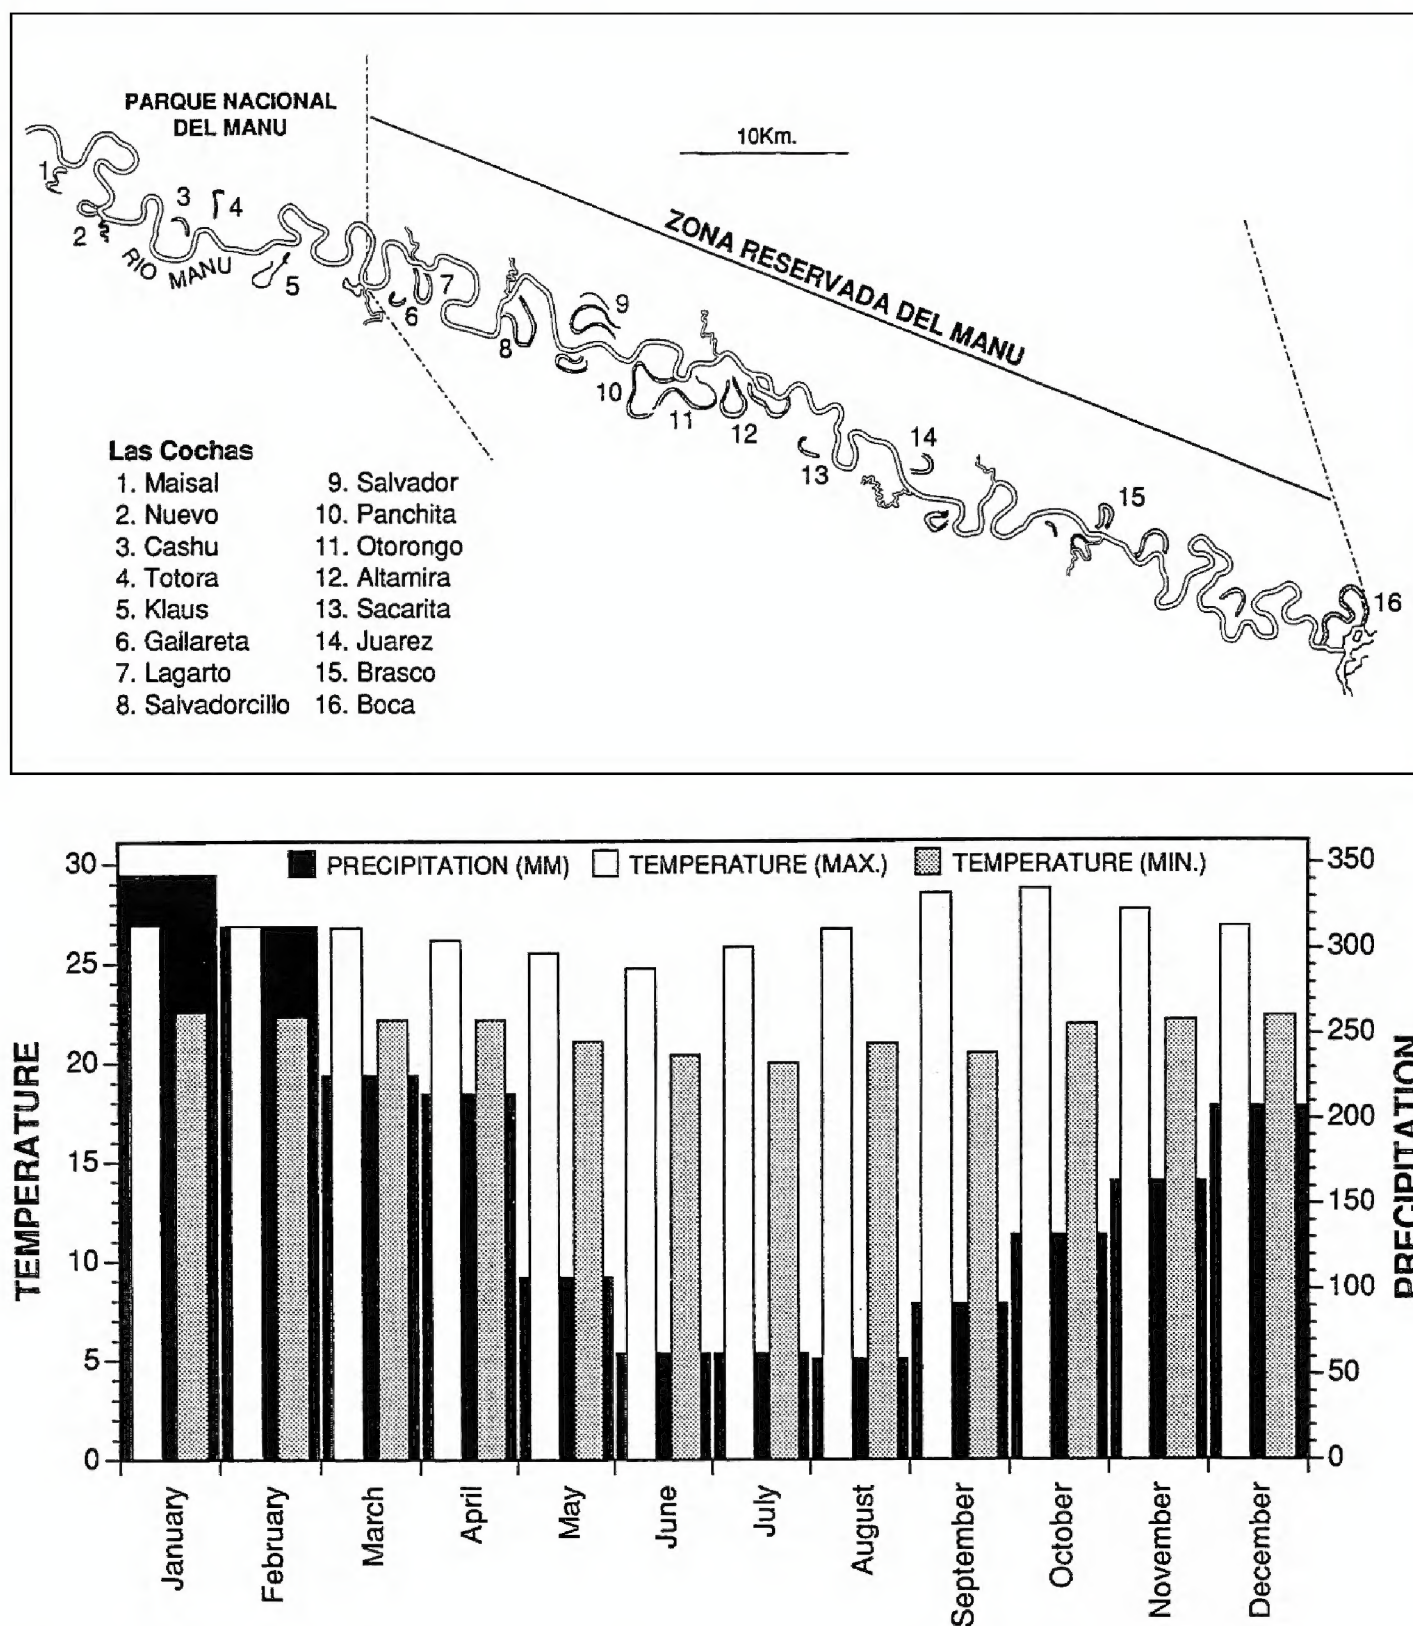 PARQUE NACIONAL
DEL MANU
10Km.
ZONA RESERVADA DEL MANU
RIO MANU
1
2
3
4
5
6
7
8
9
10
11
12
13
14
15
16
Las Cochas
1. Maisal
2. Nuevo
3. Cashu
4. Totora
5. Klaus
6. Gallareta
7. Lagarto
8. Salvadorcillo
9. Salvador
10. Panchita
11. Otorongo
12. Altamira
13. Sacarita
14. Juarez
15. Brasco
16. Boca
PRECIPITATION (MM) TEMPERATURE (MAX.) TEMPERATURE (MIN.)
TEMPERATURE
30
25
20
15
10
5
0
PRECIPITATION
350
300
250
200
150
100
50
0
January
February
March
April
May
June
July
August
September
October
November
December